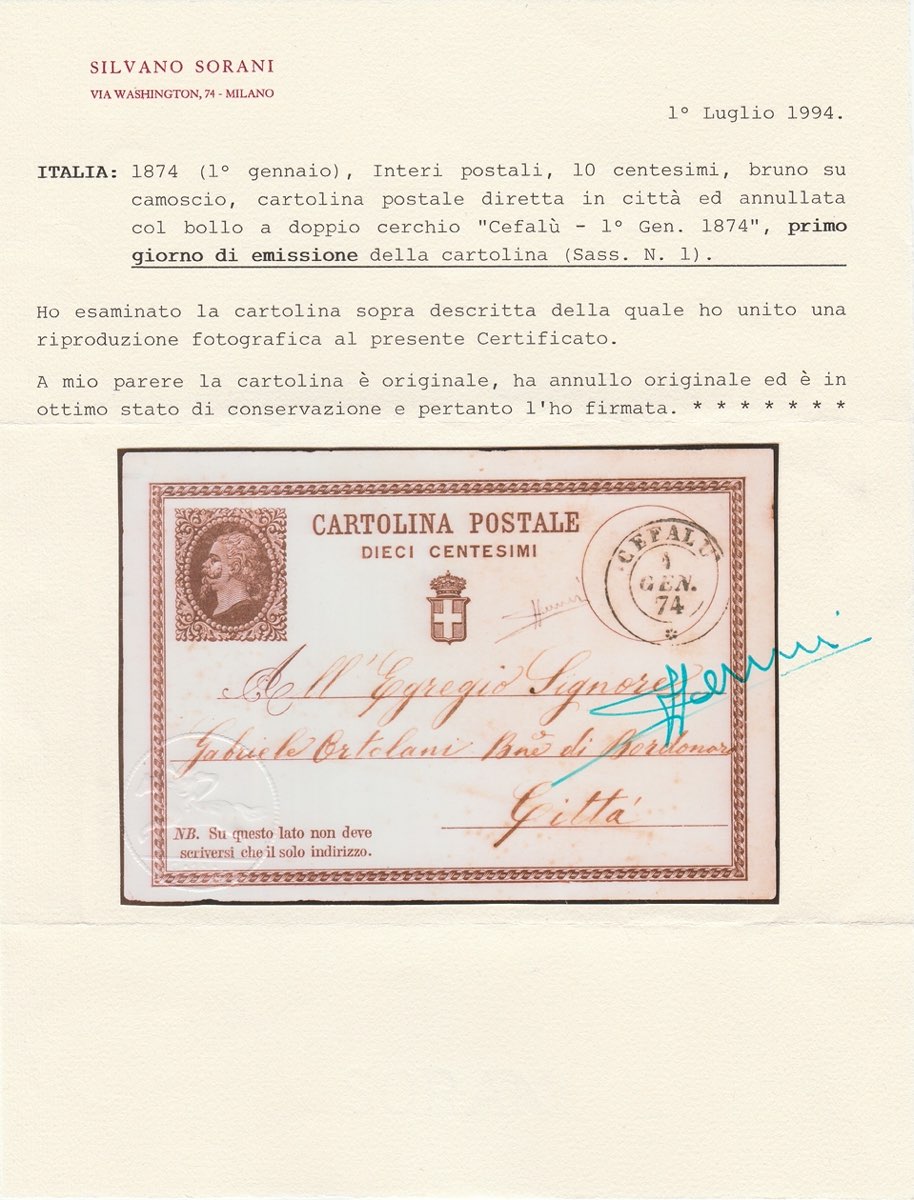 SILVANO SORANI
VIA WASHINGTON, 74 - MILANO
1° Luglio 1994.
ITALIA: 1874 (1° gennaio), Interi postali, 10 centesimi, bruno su
camoscio, cartolina postale diretta in città ed annullata
col bollo a doppio cerchio "Cefalù - 1° Gen. 1874", primo
giorno di emissione della cartolina (Sass. N. 1).
Ho esaminato la cartolina sopra descritta della quale ho unito una
riproduzione fotografica al presente Certificato.
A mio parere la cartolina è originale, ha annullo originale ed è in
ottimo stato di conservazione e pertanto l'ho firmata. * * * * * * *
CARTOLINA POSTALE
DIECI CENTESIMI
CEFALÙ
1
GEN.
74
All' Egregio Signore
Gabriele Ortolani Bne di Bordonaro
Città
NB. Su questo lato non deve
scriversi che il solo indirizzo.